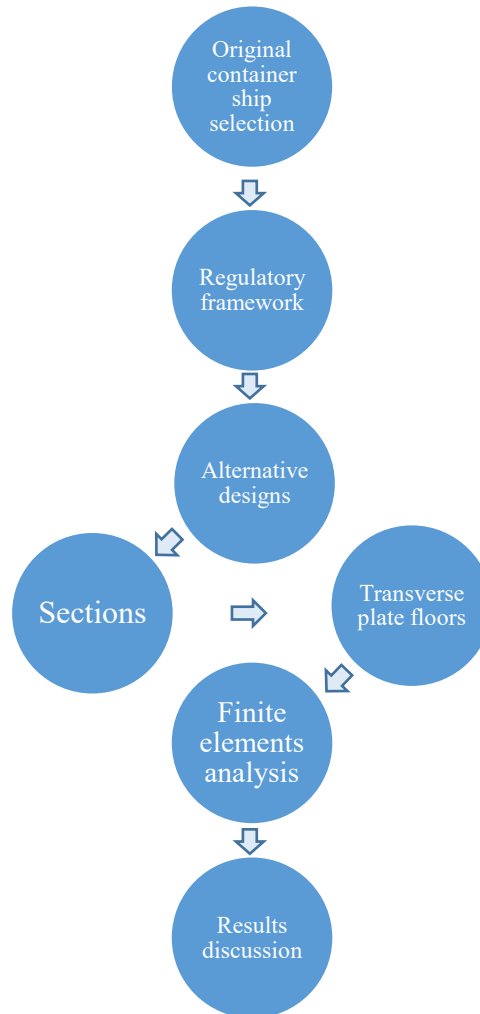 Original
container
ship
selection
Regulatory
framework
Alternative
designs
Sections
Transverse
plate floors
Finite
elements
analysis
Results
discussion